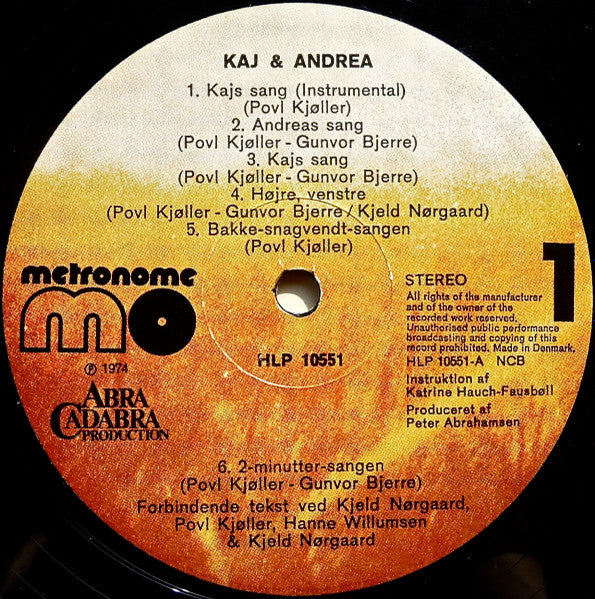 KAJ & ANDREA
1. Kajs sang (Instrumental)
(Povl Kjøller)
2. Andreas sang
(Povl Kjøller - Gunvor Bjerre)
3. Kajs sang
(Povl Kjøller - Gunvor Bjerre)
4. Højre, venstre
(Povl Kjøller - Gunvor Bjerre / Kjeld Nørgaard)
5. Bakke-snagvendt-sangen
(Povl Kjøller)
metronome
mo
℗ 1974
ABRA
CADABRA
PRODUCTION
HLP 10551
1
STEREO
All rights of the manufacturer
and of the owner of the
recorded work reserved.
Unauthorised public performance
broadcasting and copying of this
record prohibited. Made in Denmark.
HLP 10551-A NCB
Instruktion af
Katrine Hauch-Fausbøll
Produceret af
Peter Abrahamsen
6. 2-minutter-sangen
(Povl Kjøller - Gunvor Bjerre)
Forbindende tekst ved Kjeld Nørgaard,
Povl Kjøller, Hanne Willumsen
& Kjeld Nørgaard